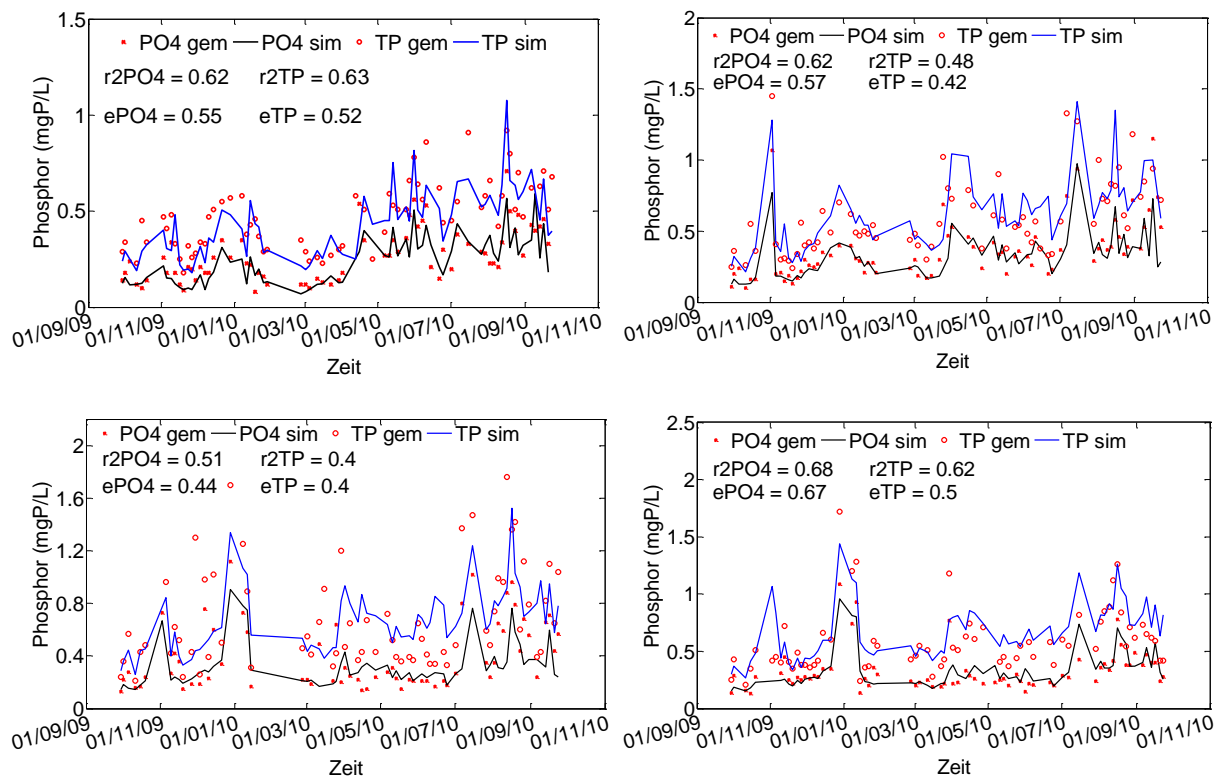 1.5
PO4 gem PO4 sim TP gem TP sim
r2PO4 = 0.62 r2TP = 0.63
ePO4 = 0.55 eTP = 0.52
1
0.5
0
Phosphor (mgP/L)
01/09/09 01/11/09 01/01/10 01/03/10 01/05/10 01/07/10 01/09/10 01/11/10
Zeit
2
PO4 gem PO4 sim TP gem TP sim
r2PO4 = 0.62 r2TP = 0.48
ePO4 = 0.57 eTP = 0.42
1.5
1
0.5
0
Phosphor (mgP/L)
01/09/09 01/11/09 01/01/10 01/03/10 01/05/10 01/07/10 01/09/10 01/11/10
Zeit
PO4 gem PO4 sim TP gem TP sim
2
r2PO4 = 0.51 r2TP = 0.4
ePO4 = 0.44 eTP = 0.4
1.6
1.2
0.8
0.4
0
Phosphor (mgP/L)
01/09/09 01/11/09 01/01/10 01/03/10 01/05/10 01/07/10 01/09/10 01/11/10
Zeit
2.5
PO4 gem PO4 sim TP gem TP sim
r2PO4 = 0.68 r2TP = 0.62
2
ePO4 = 0.67 eTP = 0.5
1.5
1
0.5
0
Phosphor (mgP/L)
01/09/09 01/11/09 01/01/10 01/03/10 01/05/10 01/07/10 01/09/10 01/11/10
Zeit